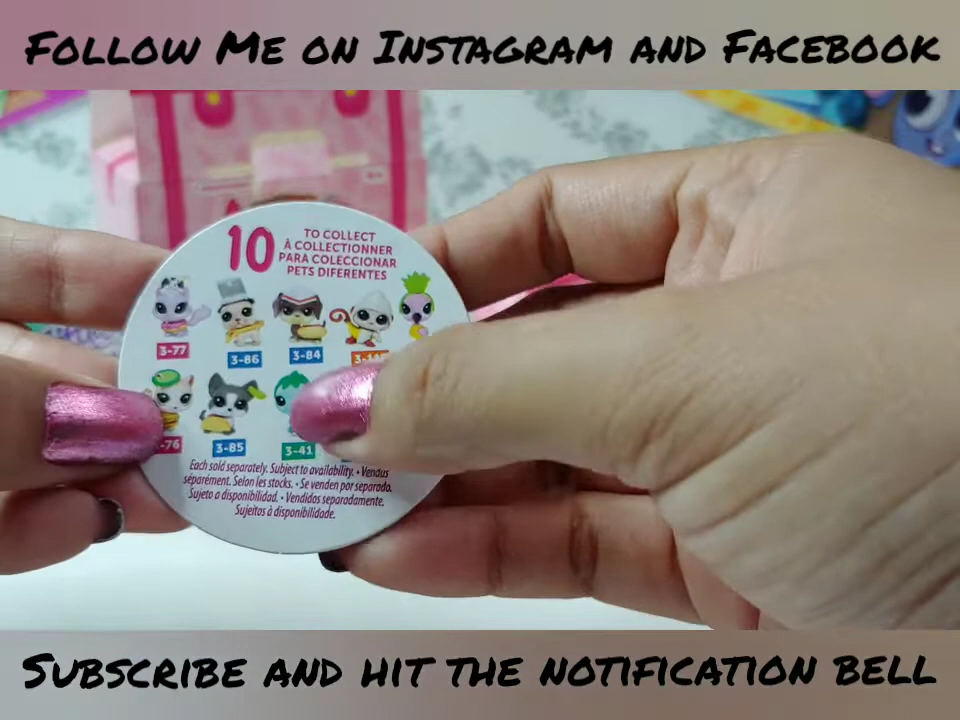 Follow Me on Instagram and Facebook
10
TO COLLECT
À COLLECTIONNER
PARA COLECCIONAR
PETS DIFERENTES
3-77
3-86
3-84
-76
3-85
3-41
Each sold separately. Subject to availability. • Vendus
séparément. Selon les stocks. • Se venden por separado.
Sujeto a disponibilidad. • Vendidos separadamente.
Sujeitos à disponibilidade.
Subscribe and hit the notification bell